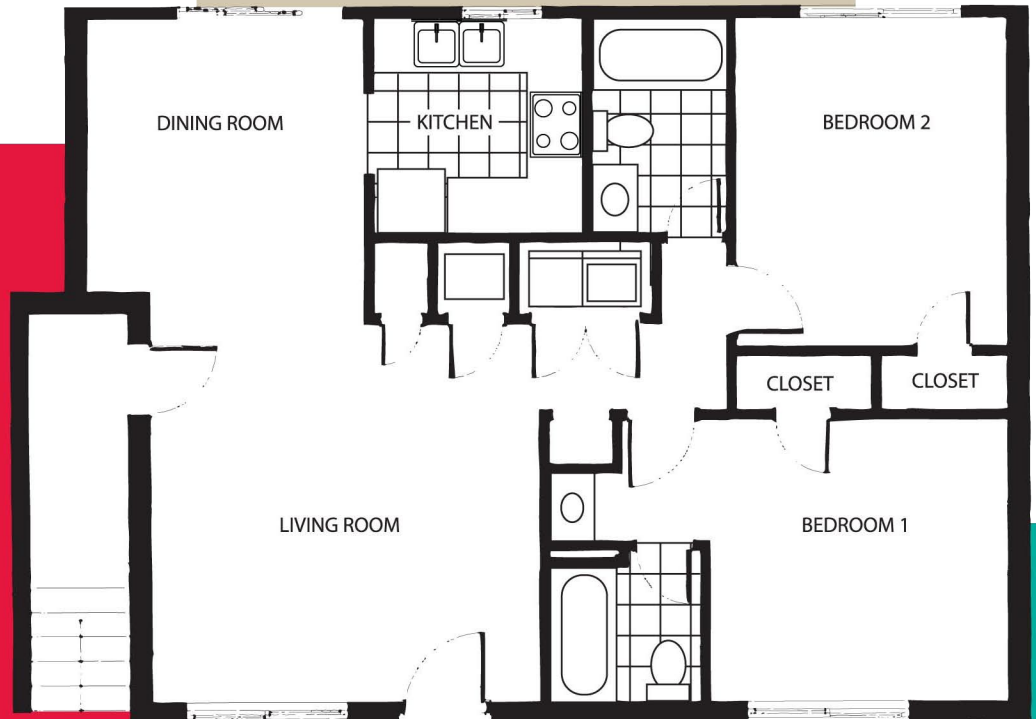 DINING ROOM
KITCHEN
BEDROOM 2
CLOSET
CLOSET
LIVING ROOM
BEDROOM 1